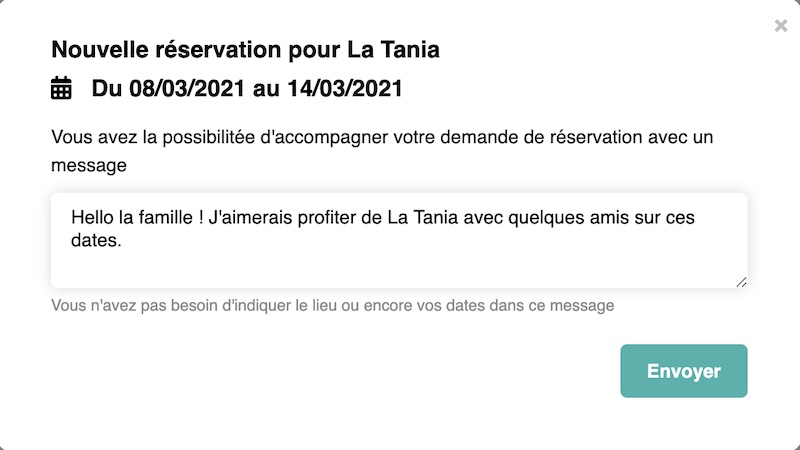 Nouvelle réservation pour La Tania
Du 08/03/2021 au 14/03/2021
Vous avez la possibilitée d'accompagner votre demande de réservation avec un
message
Hello la famille ! J'aimerais profiter de La Tania avec quelques amis sur ces
dates.
Vous n'avez pas besoin d'indiquer le lieu ou encore vos dates dans ce message
Envoyer